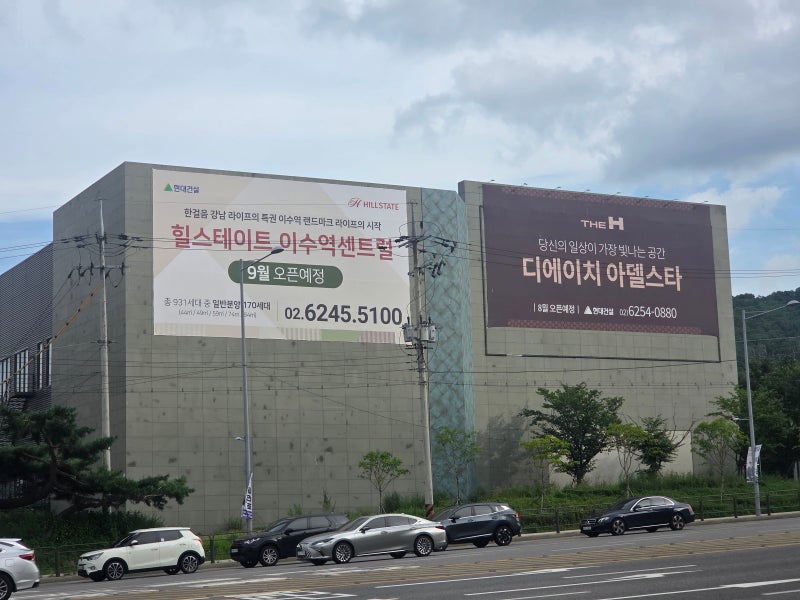 현대건설
HILLSTATE
한걸음 강남 라이프의 특권 이수역 랜드마크 라이프의 시작
힐스테이트 이수역센트럴
9월 오픈예정
총 931세대 중 일반분양 170세대
(44㎡ / 49㎡ / 59㎡ / 74㎡ / 84㎡)
02.6245.5100
THE H
당신의 일상이 가장 빛나는 공간
디에이치 아델스타
| 8월 오픈예정 | 현대건설 02)6254-0880